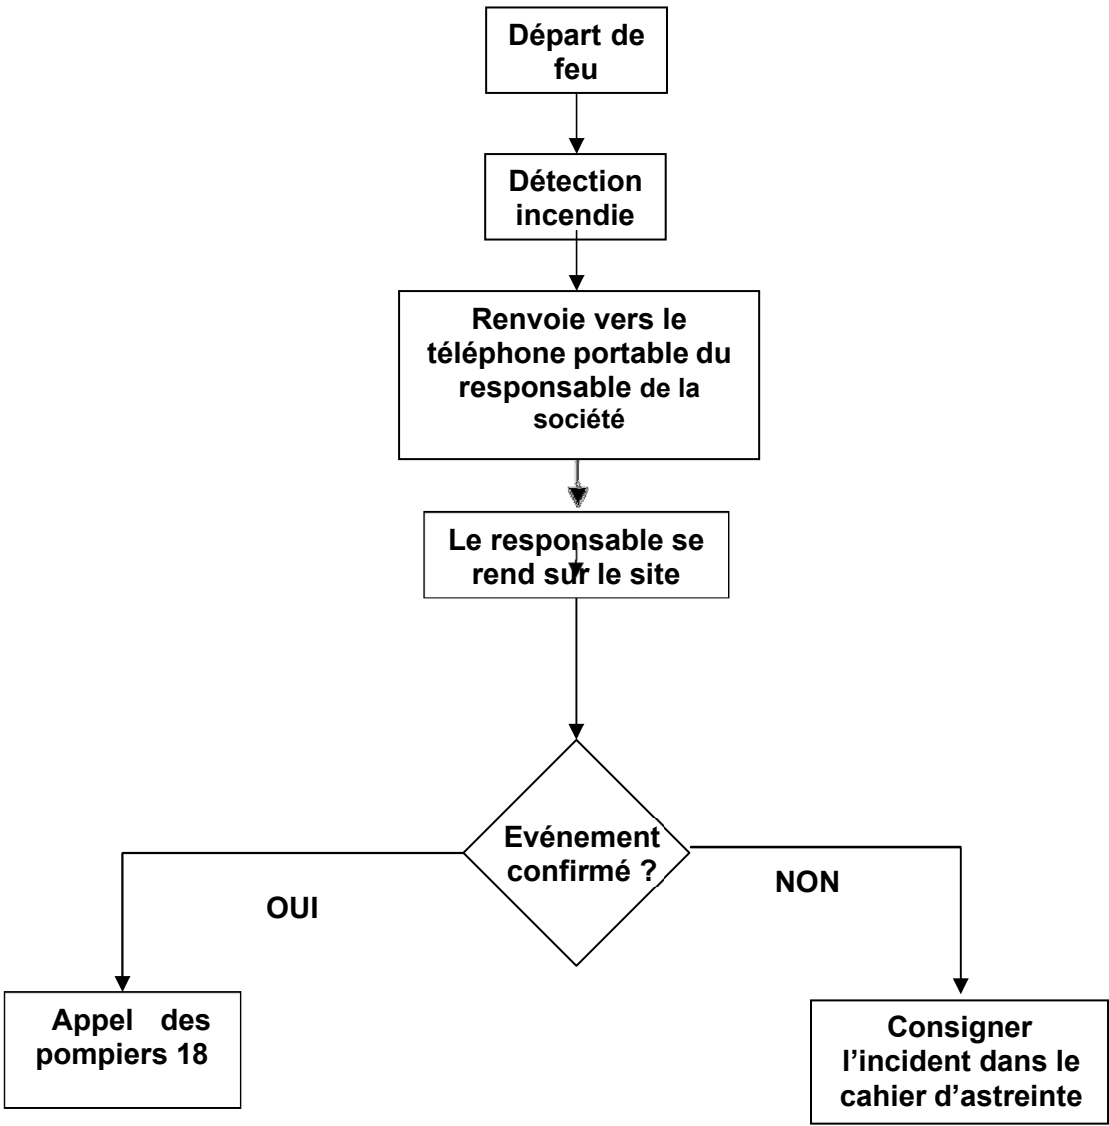 Départ de
feu
Détection
incendie
Renvoie vers le
téléphone portable du
responsable de la
société
Le responsable se
rend sur le site
Evénement
confirmé ?
OUI
NON
Appel des
pompiers 18
Consigner
l’incident dans le
cahier d’astreinte